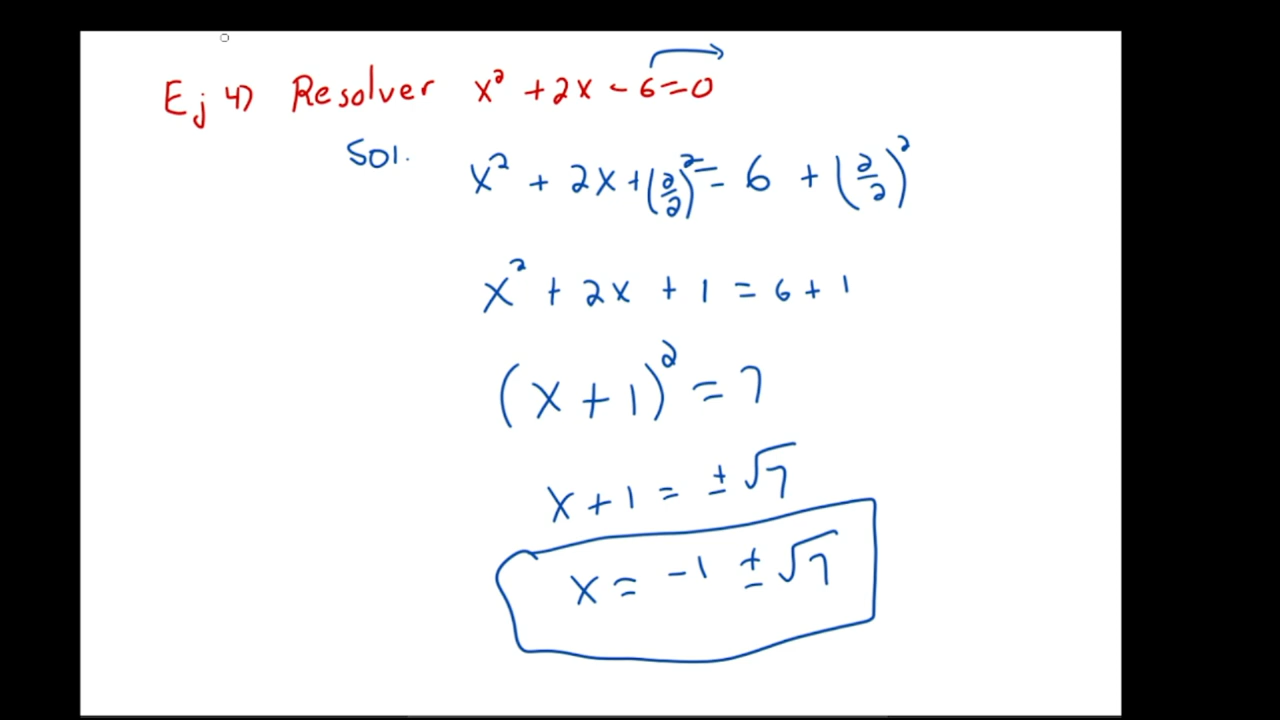 Ej 4) Resolver x² + 2x - 6 = 0
Sol.
x² + 2x + (2/2)² = 6 + (2/2)²
x² + 2x + 1 = 6 + 1
(x + 1)² = 7
x + 1 = ± √7
x = -1 ± √7